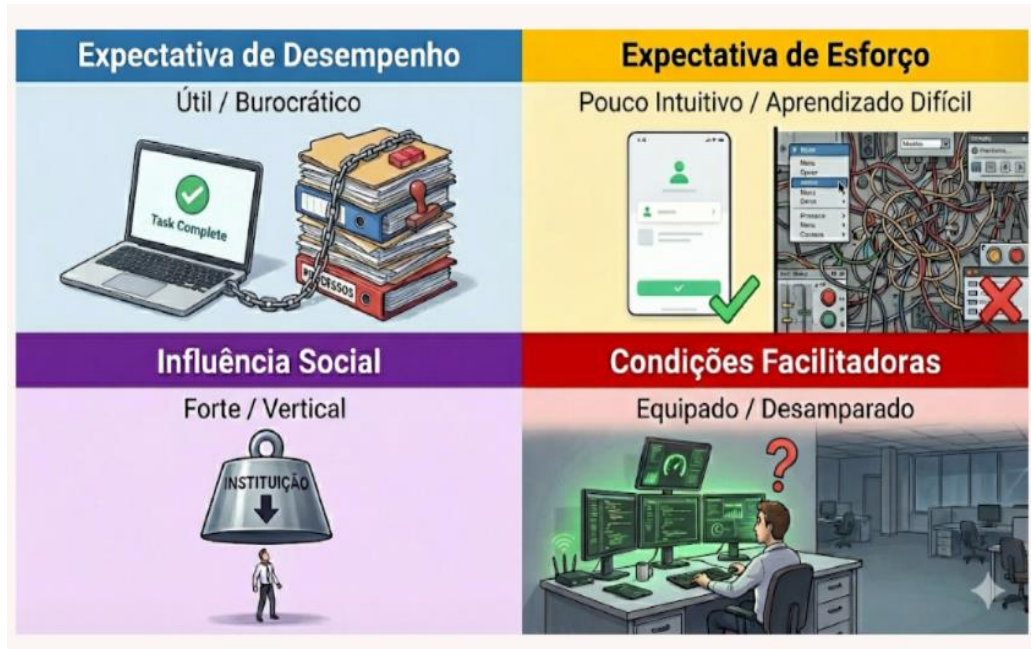 Expectativa de Desempenho
Útil / Burocrático
Task Complete
Expectativa de Esforço
Pouco Intuitivo / Aprendizado Difícil
Influência Social
Forte / Vertical
INSTITUIÇÃO
Condições Facilitadoras
Equipado / Desamparado